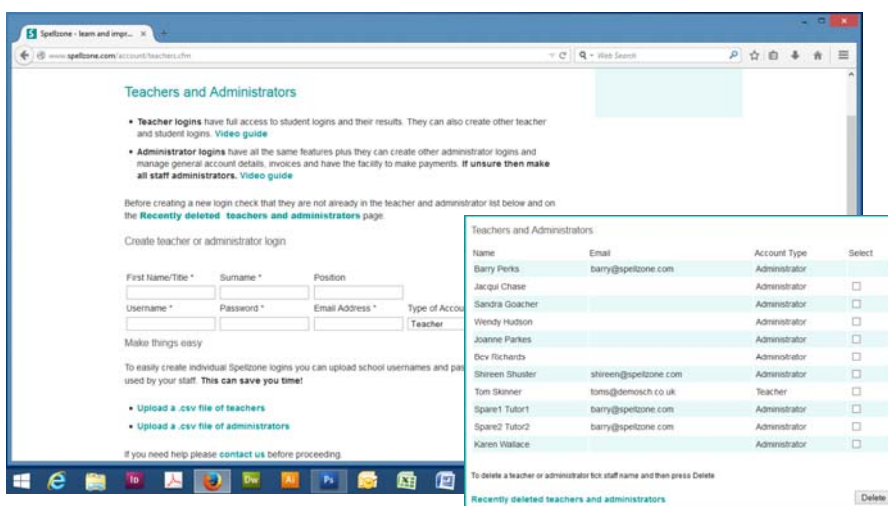 Spellzone - learn and impr...
www.spellzone.com/account/teachers.cfm
Web Search
Teachers and Administrators
• Teacher logins have full access to student logins and their results. They can also create other teacher
and student logins. Video guide
• Administrator logins have all the same features plus they can create other administrator logins and
manage general account details, invoices and have the facility to make payments. If unsure then make
all staff administrators. Video guide
Before creating a new login check that they are not already in the teacher and administrator list below and on
the Recently deleted teachers and administrators page.
Create teacher or administrator login
First Name/Title * Surname * Position
Username * Password * Email Address * Type of Accou
Teacher
Make things easy
To easily create individual Spellzone logins you can upload school usernames and pas
used by your staff. This can save you time!
• Upload a .csv file of teachers
• Upload a .csv file of administrators
If you need help please contact us before proceeding.
Id Dw Ai Ps
Teachers and Administrators
Name Email Account Type Select
Barry Perks barry@spellzone.com Administrator
Jacqui Chase Administrator
Sandra Goacher Administrator
Wendy Hudson Administrator
Joanne Parkes Administrator
Bev Richards Administrator
Shireen Shuster shireen@spellzone.com Administrator
Tom Skinner toms@demosch.co.uk Teacher
Spare1 Tutor1 barry@spellzone.com Administrator
Spare2 Tutor2 barry@spellzone.com Administrator
Karen Wallace Administrator
To delete a teacher or administrator tick staff name and then press Delete
Recently deleted teachers and administrators Delete